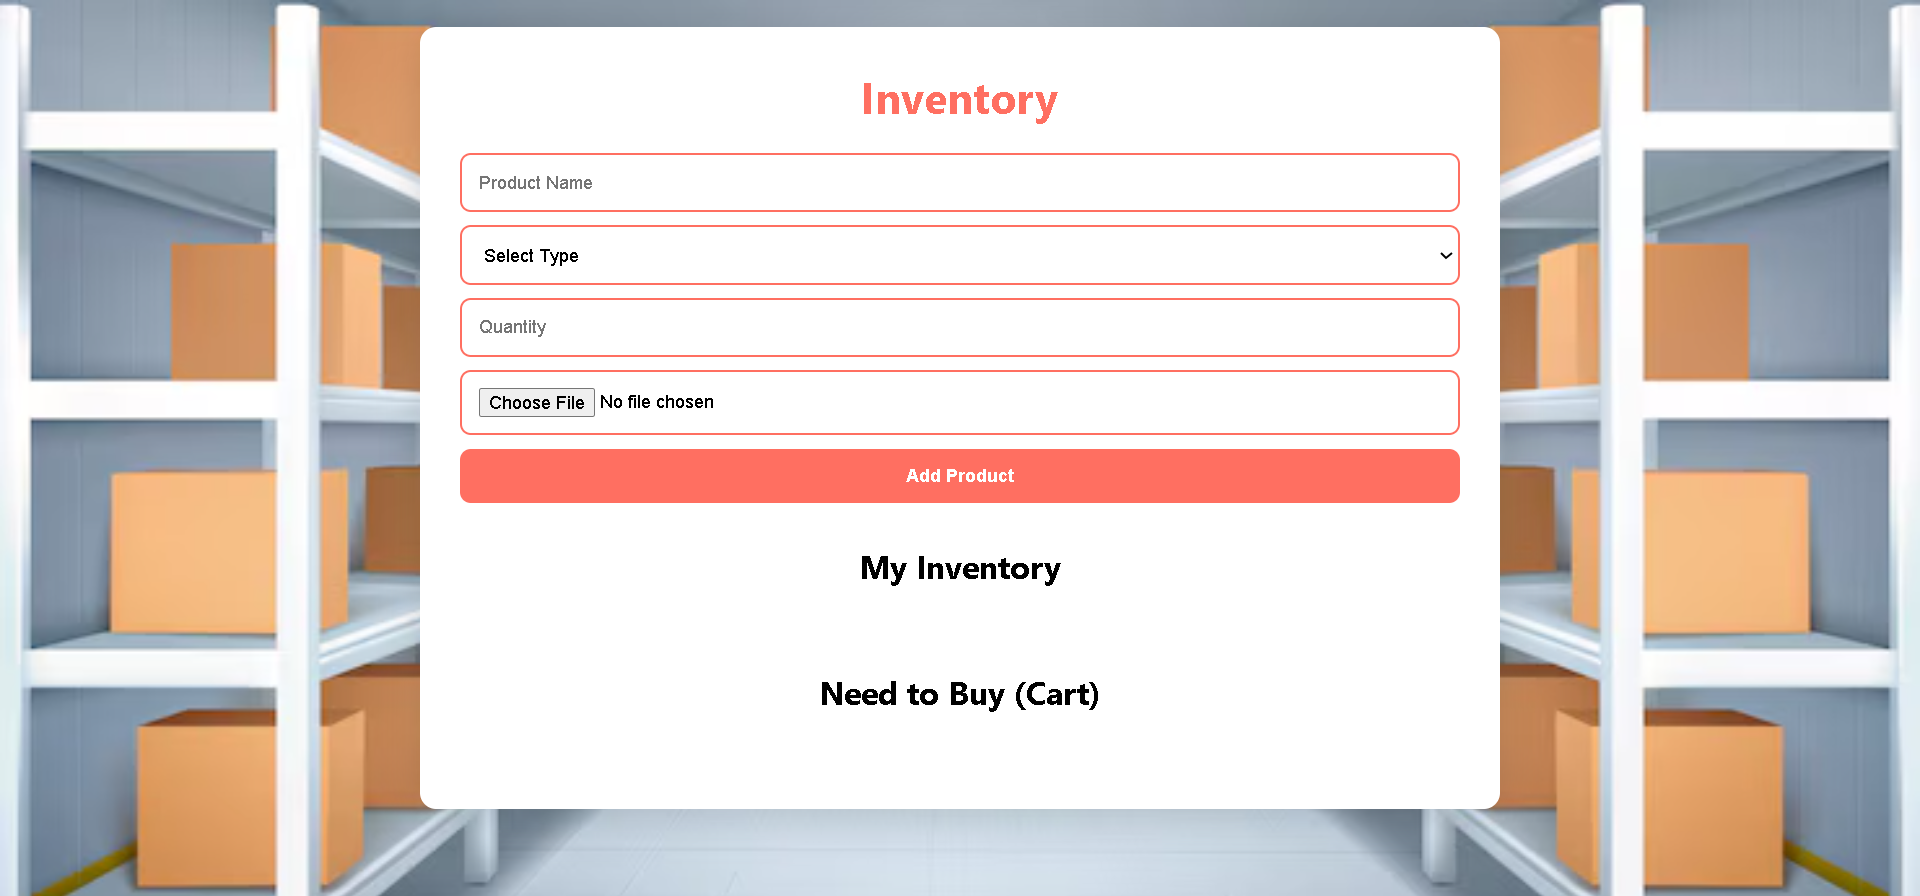 Inventory
Product Name
Select Type
Quantity
Choose File No file chosen
Add Product
My Inventory
Need to Buy (Cart)